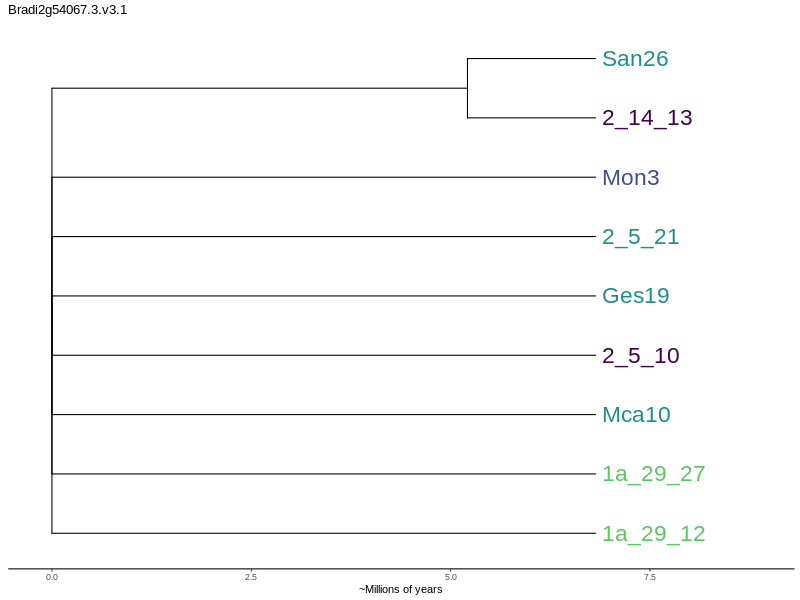 Bradi2g54067.3.v3.1
San26
2_14_13
Mon3
2_5_21
Ges19
2_5_10
Mca10
1a_29_27
1a_29_12
0.0 2.5 5.0 7.5
~Millions of years